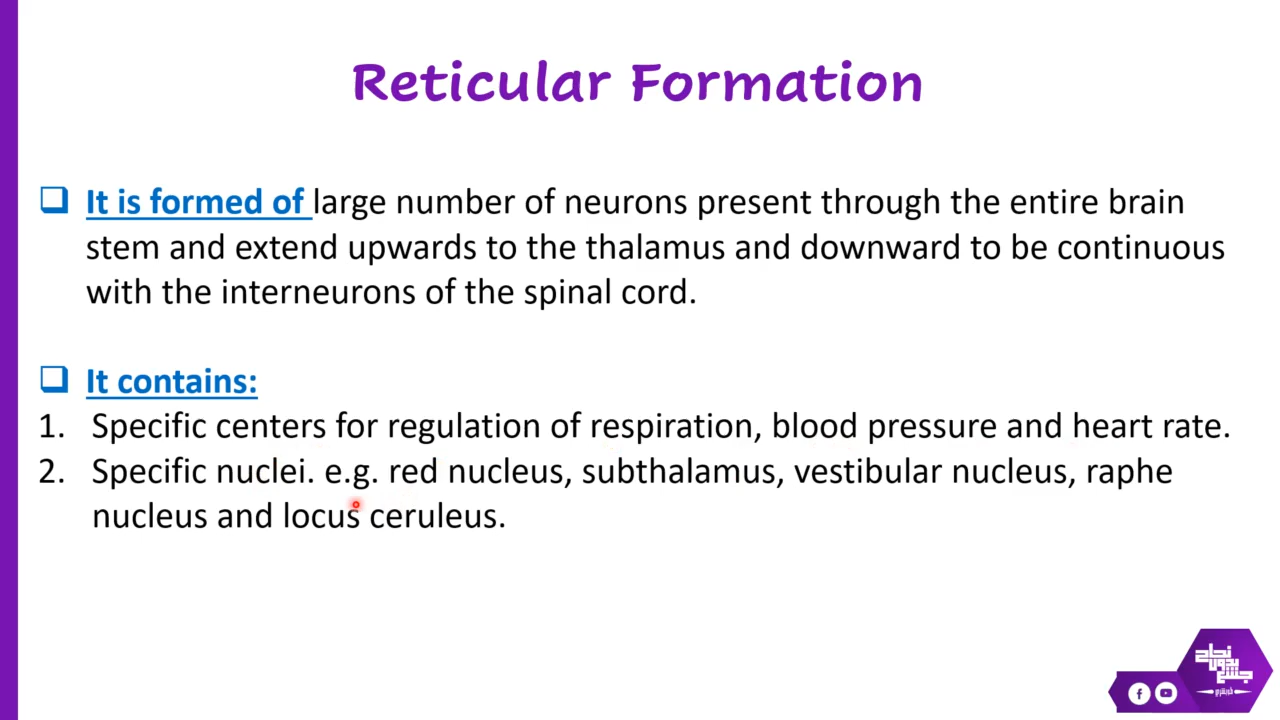 Reticular Formation
It is formed of large number of neurons present through the entire brain
stem and extend upwards to the thalamus and downward to be continuous
with the interneurons of the spinal cord.
It contains:
1. Specific centers for regulation of respiration, blood pressure and heart rate.
2. Specific nuclei. e.g. red nucleus, subthalamus, vestibular nucleus, raphe
nucleus and locus ceruleus.
نجاح
بدون